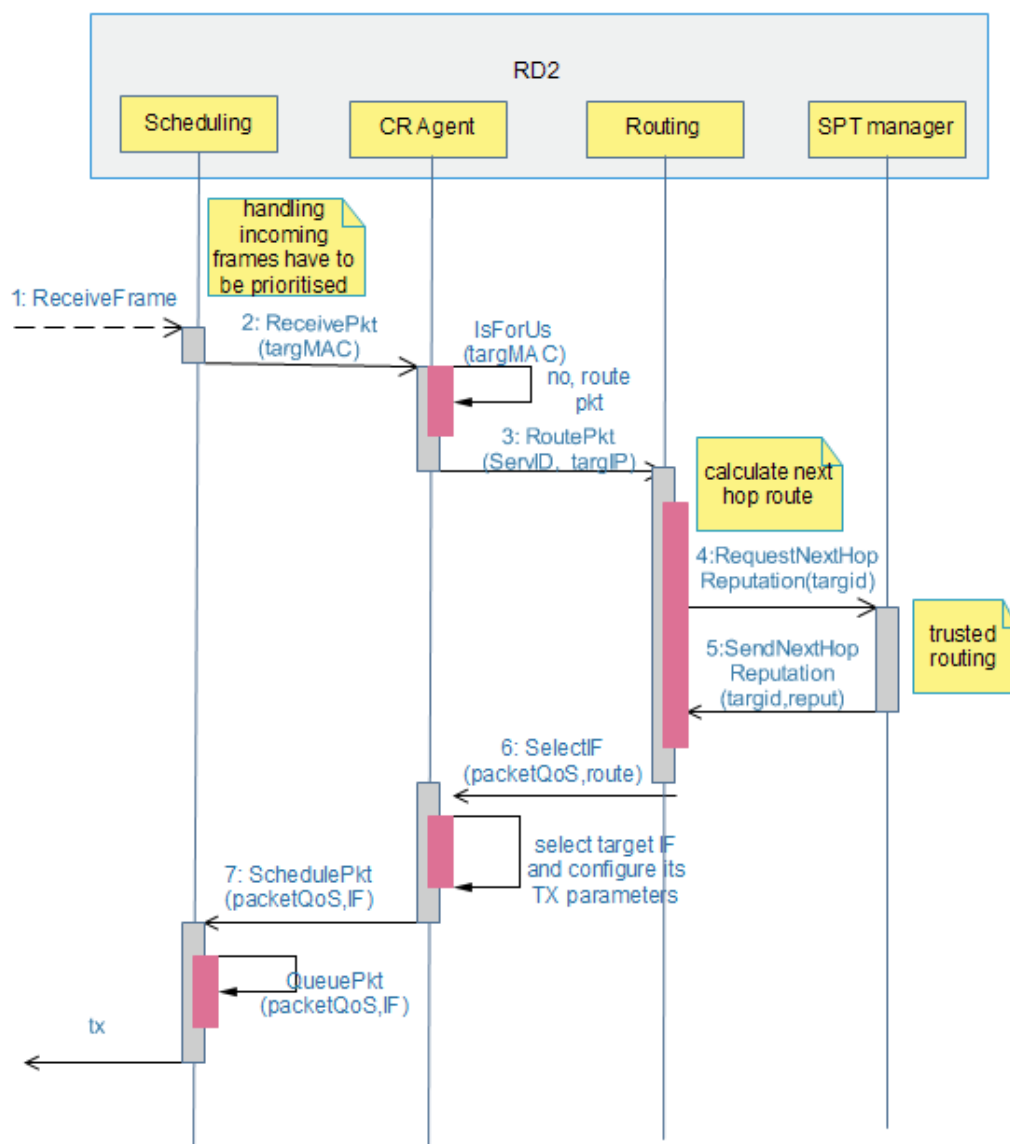 RD2
Scheduling
CR Agent
Routing
SPT manager
handling
incoming
frames have to
be prioritised
1: ReceiveFrame
2: ReceivePkt
(targMAC)
IsForUs
(targMAC)
no, route
pkt
3: RoutePkt
(ServID, targIP)
calculate next
hop route
4:RequestNextHop
Reputation(targid)
trusted
routing
5:SendNextHop
Reputation
(targid,reput)
6: SelectIF
(packetQoS,route)
select target IF
and configure its
TX parameters
7: SchedulePkt
(packetQoS,IF)
QueuePkt
(packetQoS,IF)
tx